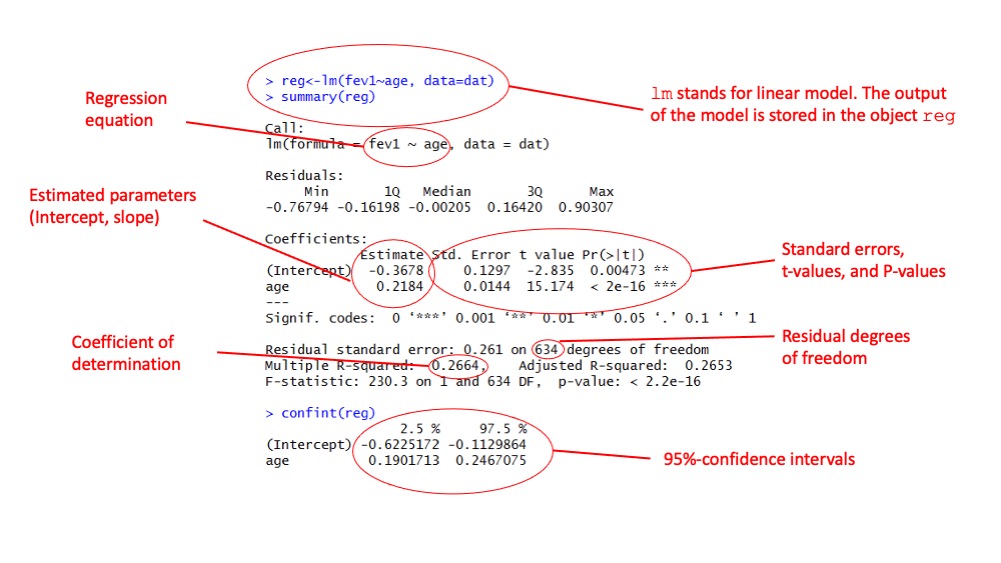 > reg<-lm(fev1~age, data=dat)
> summary(reg)
lm stands for linear model. The output
of the model is stored in the object reg
Regression
equation
Call:
lm(formula = fev1 ~ age, data = dat)
Residuals:
Min 1Q Median 3Q Max
-0.76794 -0.16198 -0.00205 0.16420 0.90307
Estimated parameters
(Intercept, slope)
Coefficients:
Estimate Std. Error t value Pr(>|t|)
(Intercept) -0.3678 0.1297 -2.835 0.00473 **
age 0.2184 0.0144 15.174 < 2e-16 ***
---
Signif. codes: 0 ‘***’ 0.001 ‘**’ 0.01 ‘*’ 0.05 ‘.’ 0.1 ‘ ’ 1
Standard errors,
t-values, and P-values
Coefficient of
determination
Residual standard error: 0.261 on 634 degrees of freedom
Multiple R-squared: 0.2664, Adjusted R-squared: 0.2653
F-statistic: 230.3 on 1 and 634 DF, p-value: < 2.2e-16
Residual degrees
of freedom
> confint(reg)
2.5 % 97.5 %
(Intercept) -0.6225172 -0.1129864
age 0.1901713 0.2467075
95%-confidence intervals